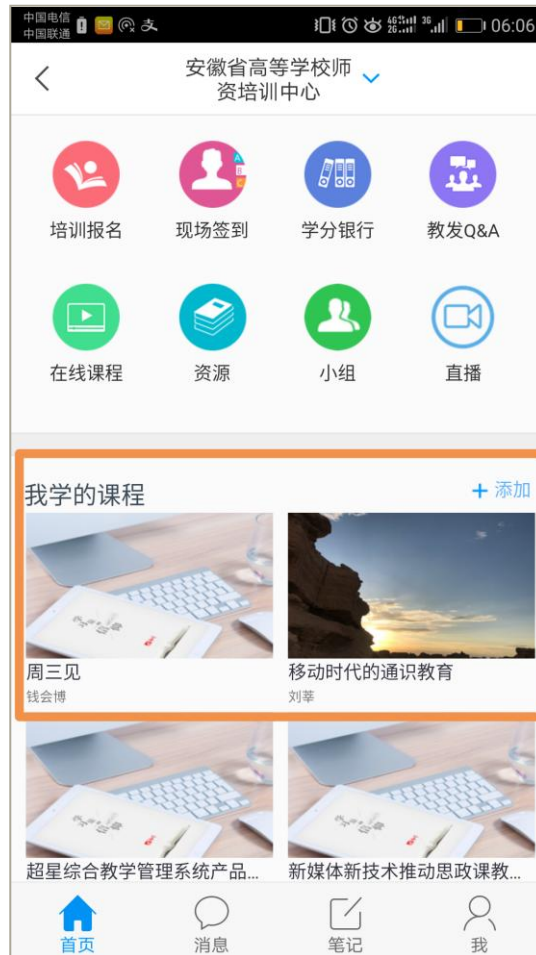 中国电信
中国联通
06:06
安徽省高等学校师
资培训中心
培训报名
现场签到
学分银行
教发Q&A
在线课程
资源
小组
直播
我学的课程
+ 添加
周三见
钱会博
移动时代的通识教育
刘莘
超星综合教学管理系统产品...
新媒体新技术推动思政课教...
首页
消息
笔记
我